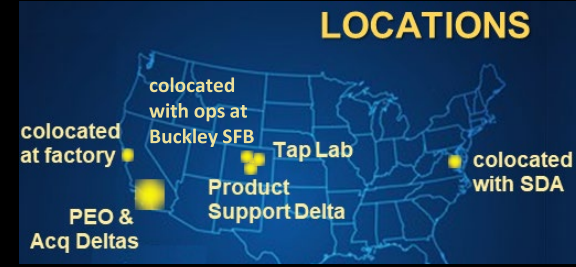 LOCATIONS
colocated
with ops at
Buckley SFB
colocated
at factory
Tap Lab
colocated
with SDA
Product
Support Delta
PEO &
Acq Deltas